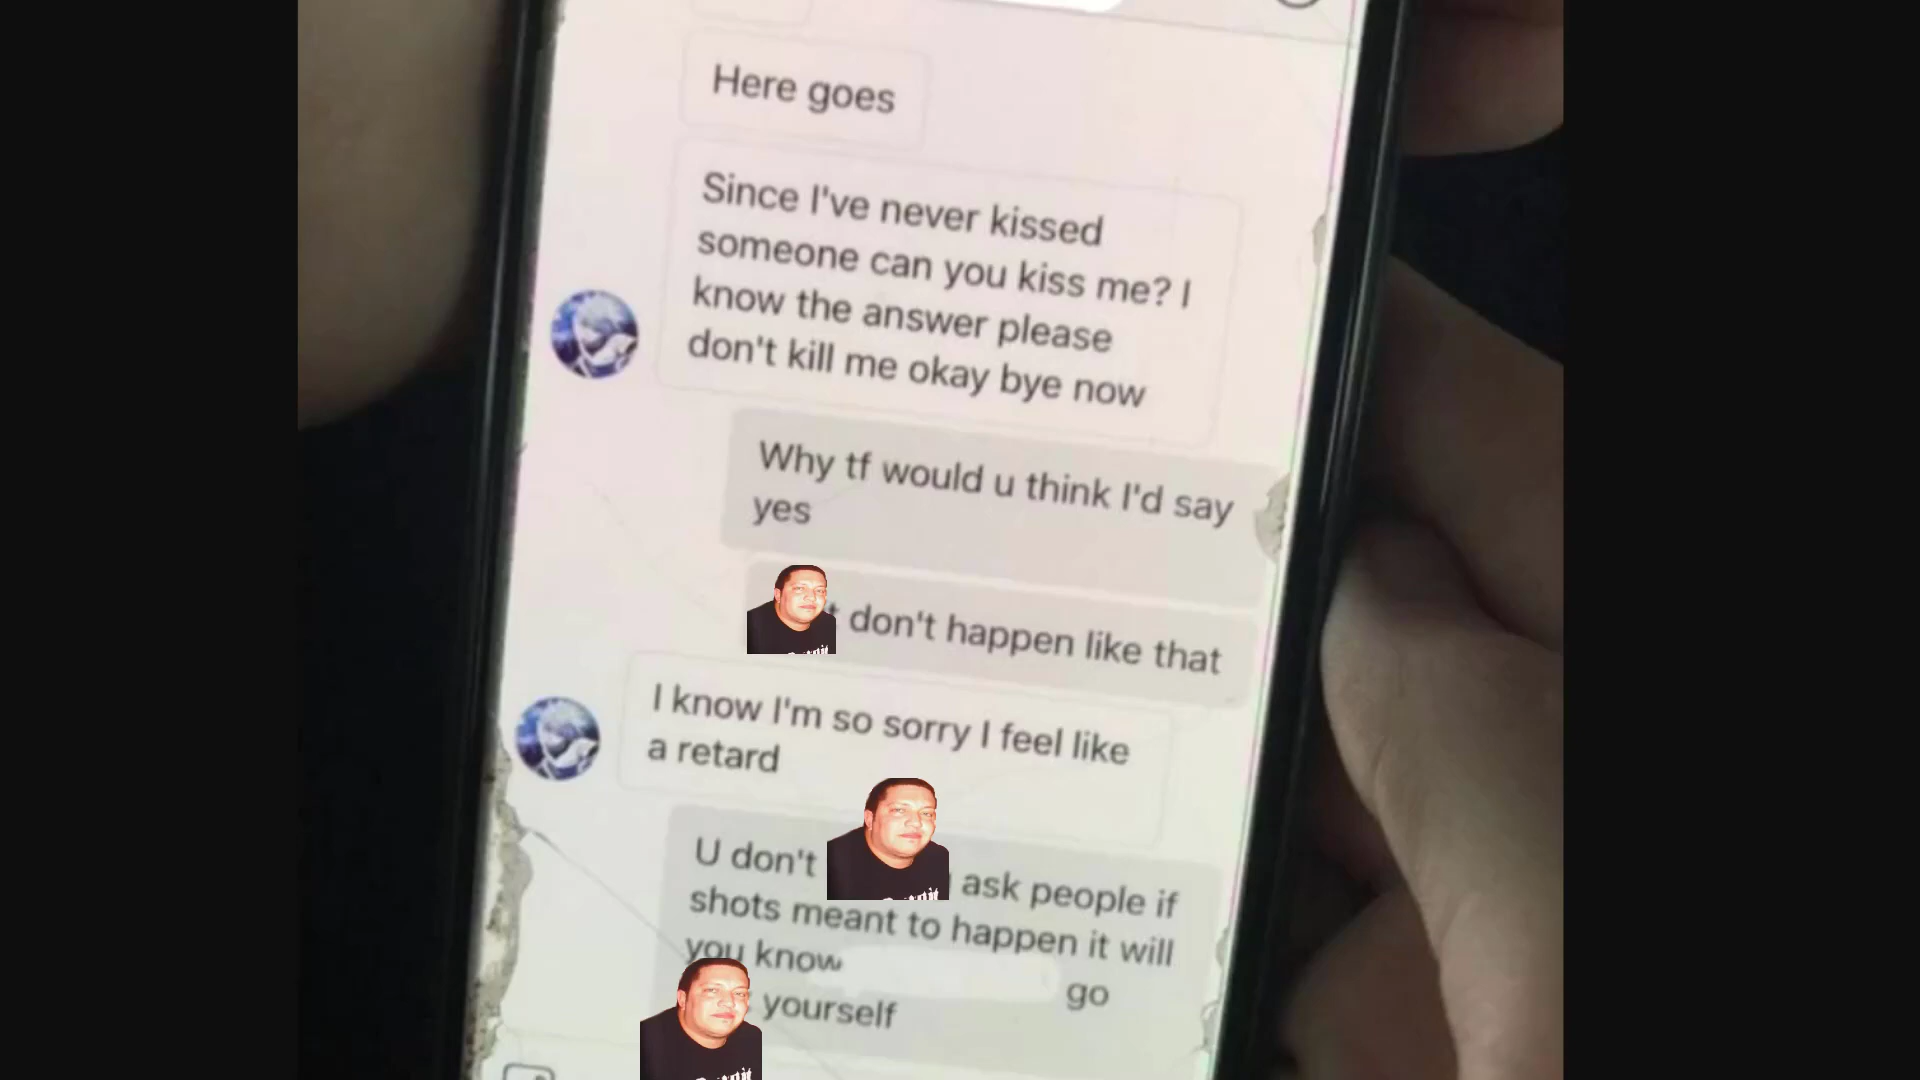 Here goes
Since I've never kissed
someone can you kiss me? I
know the answer please
don't kill me okay bye now
Why tf would u think I'd say
yes
don't happen like that
I know I'm so sorry I feel like
a retard
U don't ask people if
shots meant to happen it will
you know
go
yourself